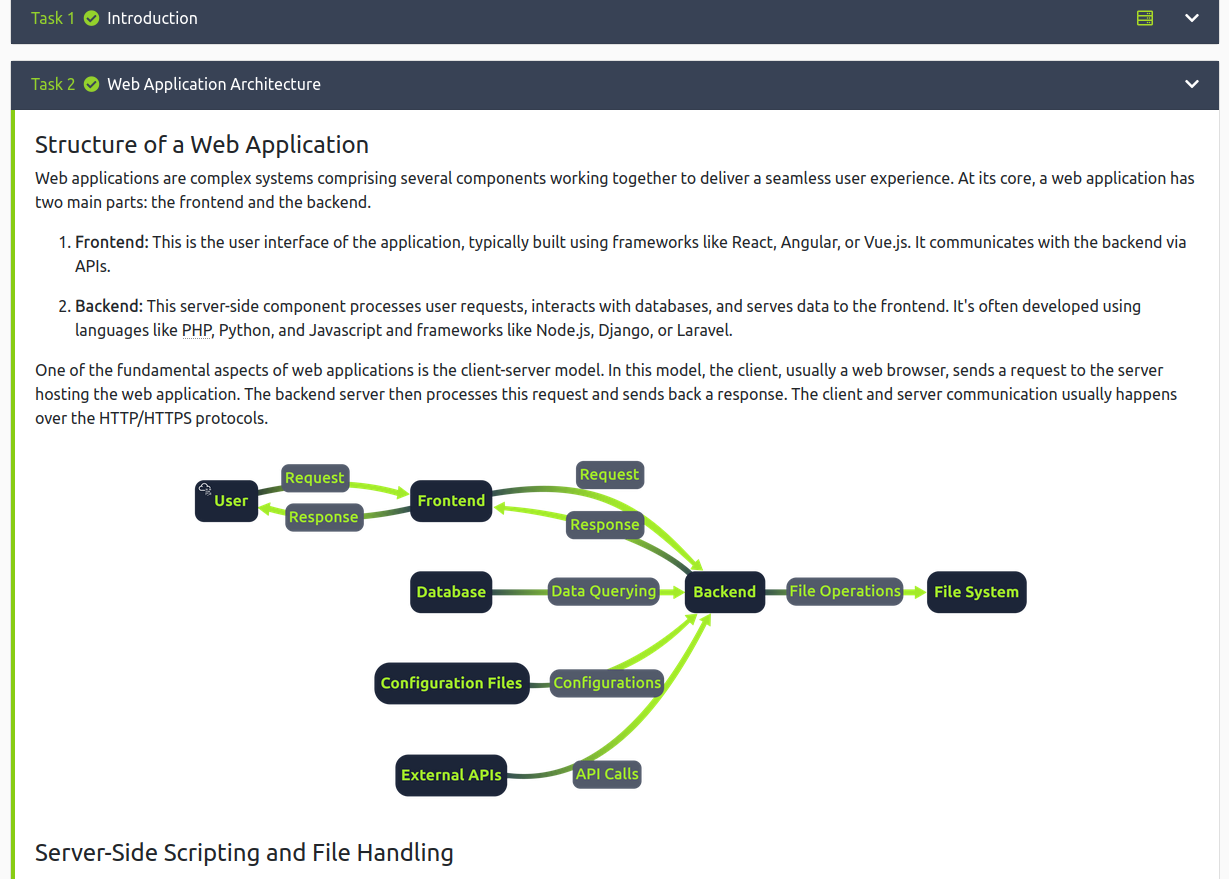 Task 1 Introduction
Task 2 Web Application Architecture
Structure of a Web Application
Web applications are complex systems comprising several components working together to deliver a seamless user experience. At its core, a web application has
two main parts: the frontend and the backend.
1. Frontend: This is the user interface of the application, typically built using frameworks like React, Angular, or Vue.js. It communicates with the backend via
APIs.
2. Backend: This server-side component processes user requests, interacts with databases, and serves data to the frontend. It's often developed using
languages like PHP, Python, and Javascript and frameworks like Node.js, Django, or Laravel.
One of the fundamental aspects of web applications is the client-server model. In this model, the client, usually a web browser, sends a request to the server
hosting the web application. The backend server then processes this request and sends back a response. The client and server communication usually happens
over the HTTP/HTTPS protocols.
Request
Request
User
Frontend
Response
Response
Database
Data Querying
Backend
File Operations
File System
Configuration Files
Configurations
External APIs
API Calls
Server-Side Scripting and File Handling